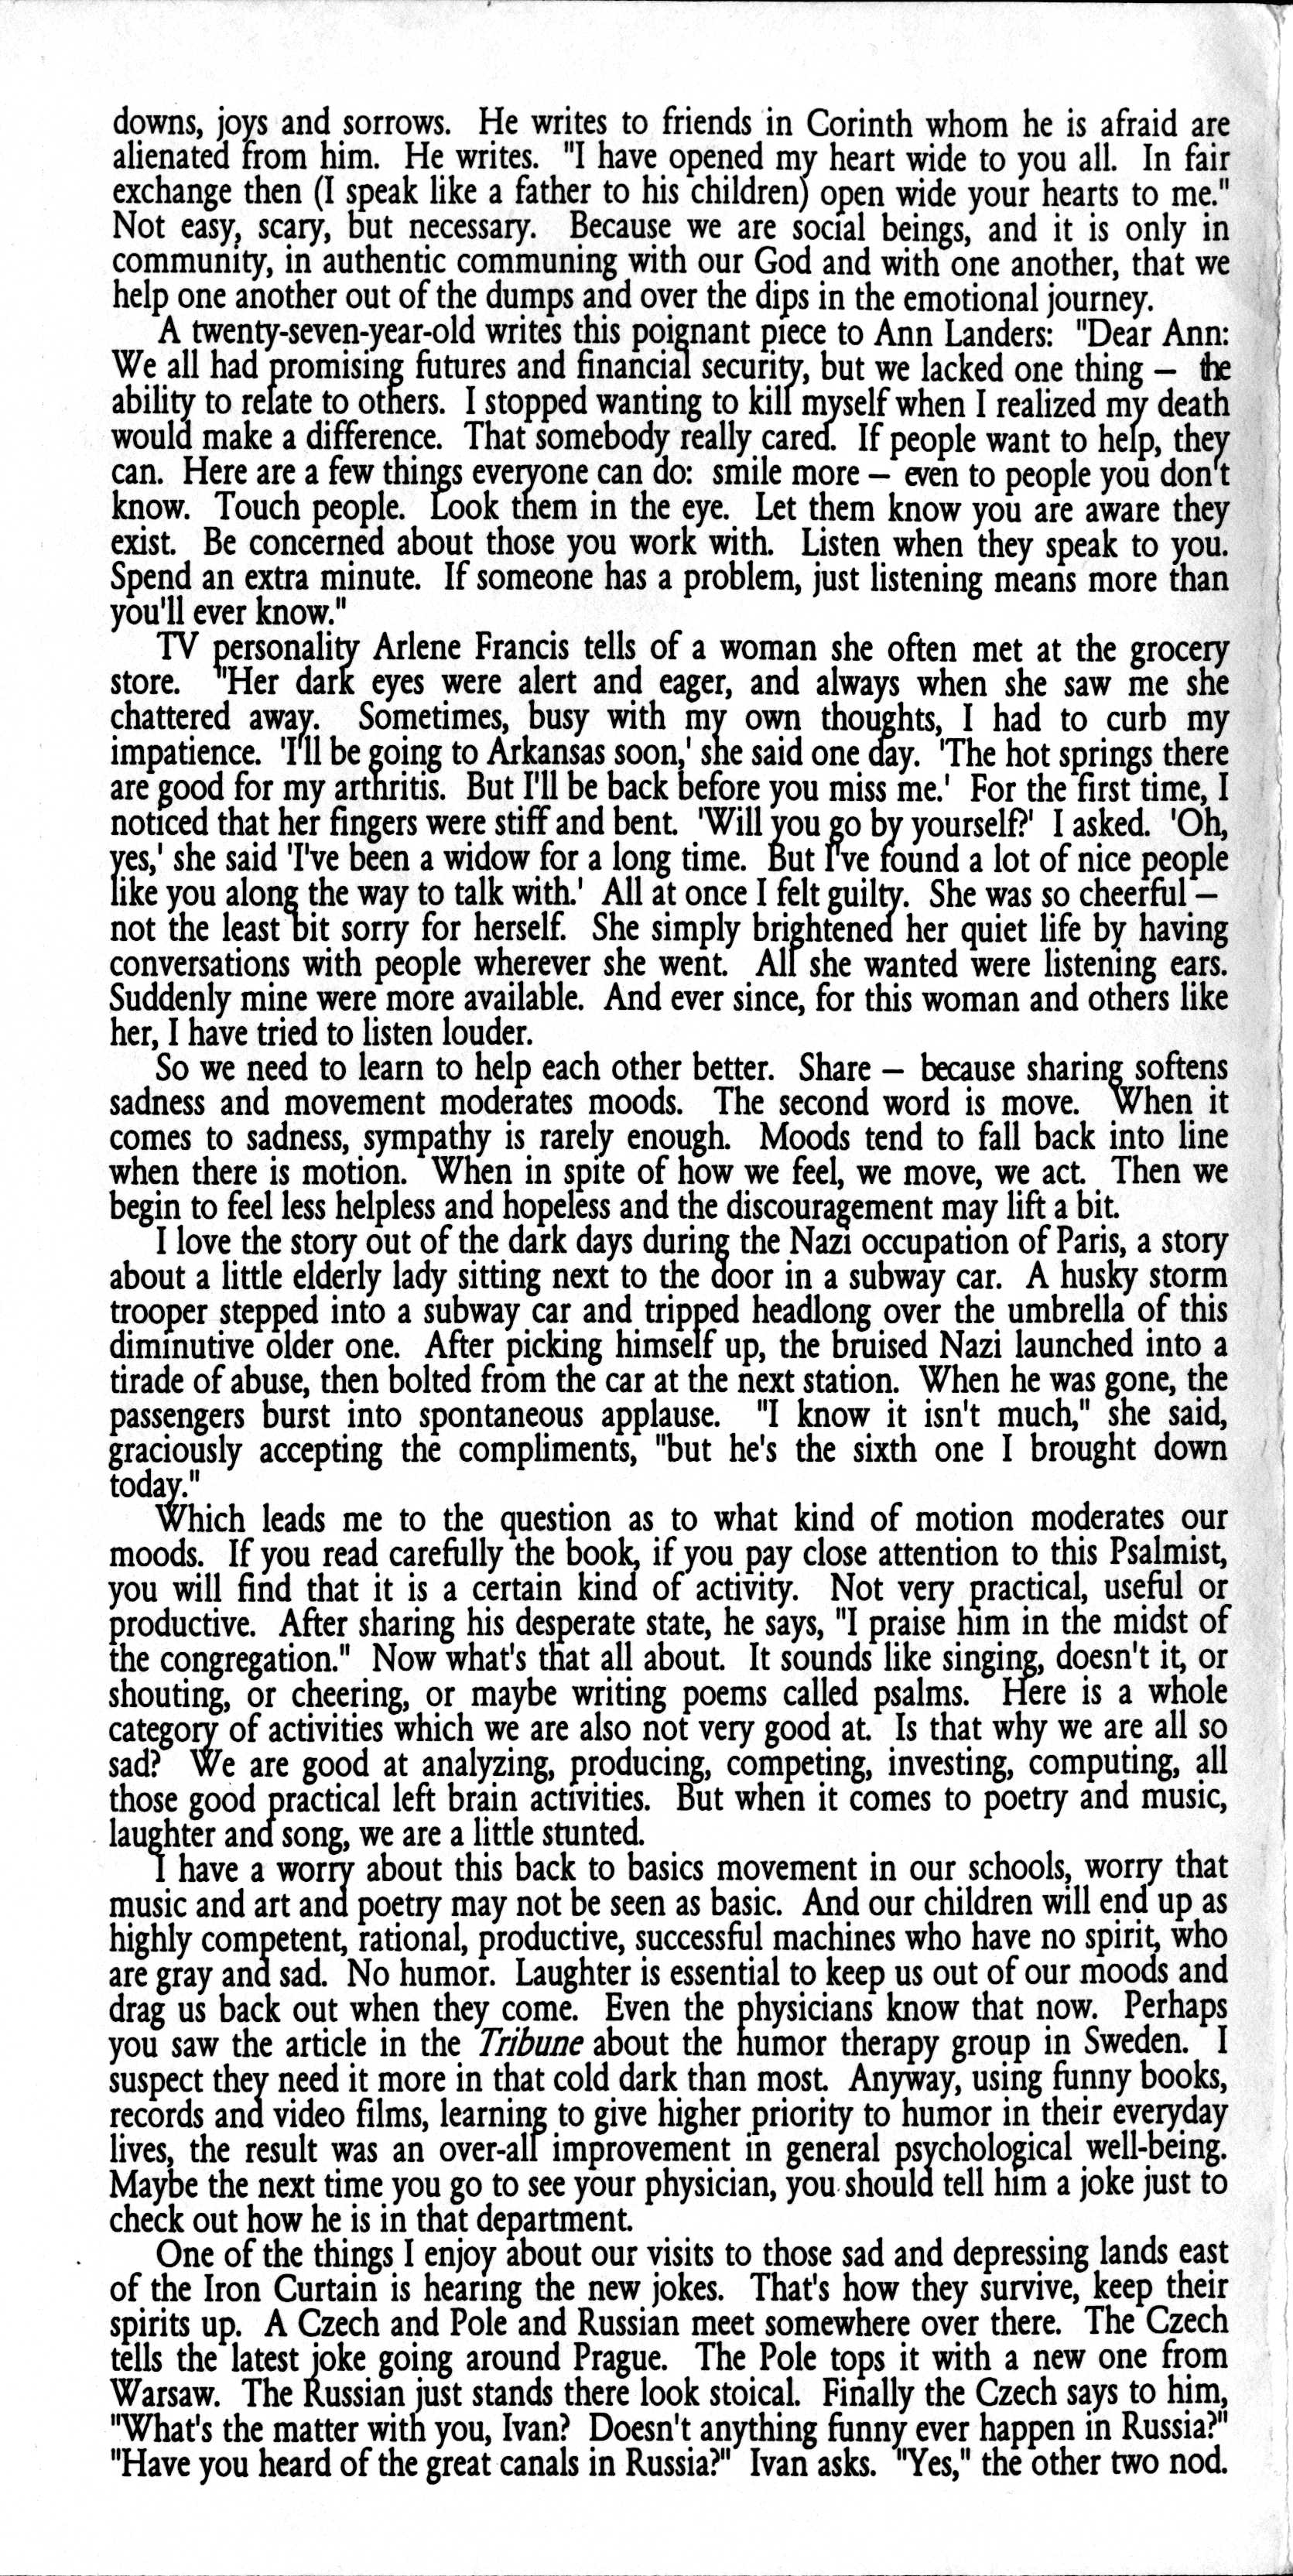 downs, joys and sorrows. He writes to friends in Corinth whom he is afraid are
alienated from him. He writes. "I have opened my heart wide to you all. In fair
exchange then (I speak like a father to his children) open wide your hearts to me."
Not easy, scary, but necessary. Because we are social beings, and it is only in
community, in authentic communing with our God and with one another, that we
help one another out of the dumps and over the dips in the emotional journey.
A twenty-seven-year-old writes this poignant piece to Ann Landers: "Dear Ann:
We all had promising futures and financial security, but we lacked one thing – the
ability to relate to others. I stopped wanting to kill myself when I realized my death
would make a difference. That somebody really cared. If people want to help, they
can. Here are a few things everyone can do: smile more – even to people you don't
know. Touch people. Look them in the eye. Let them know you are aware they
exist. Be concerned about those you work with. Listen when they speak to you.
Spend an extra minute. If someone has a problem, just listening means more than
you'll ever know."
TV personality Arlene Francis tells of a woman she often met at the grocery
store. "Her dark eyes were alert and eager, and always when she saw me she
chattered away. Sometimes, busy with my own thoughts, I had to curb my
impatience. 'I'll be going to Arkansas soon,' she said one day. 'The hot springs there
are good for my arthritis. But I'll be back before you miss me.' For the first time, I
noticed that her fingers were stiff and bent. 'Will you go by yourself?' I asked. 'Oh,
yes,' she said 'I've been a widow for a long time. But I've found a lot of nice people
like you along the way to talk with.' All at once I felt guilty. She was so cheerful –
not the least bit sorry for herself. She simply brightened her quiet life by having
conversations with people wherever she went. All she wanted were listening ears.
Suddenly mine were more available. And ever since, for this woman and others like
her, I have tried to listen louder.
So we need to learn to help each other better. Share – because sharing softens
sadness and movement moderates moods. The second word is move. When it
comes to sadness, sympathy is rarely enough. Moods tend to fall back into line
when there is motion. When in spite of how we feel, we move, we act. Then we
begin to feel less helpless and hopeless and the discouragement may lift a bit.
I love the story out of the dark days during the Nazi occupation of Paris, a story
about a little elderly lady sitting next to the door in a subway car. A husky storm
trooper stepped into a subway car and tripped headlong over the umbrella of this
diminutive older one. After picking himself up, the bruised Nazi launched into a
tirade of abuse, then bolted from the car at the next station. When he was gone, the
passengers burst into spontaneous applause. "I know it isn't much," she said,
graciously accepting the compliments, "but he's the sixth one I brought down
today."
Which leads me to the question as to what kind of motion moderates our
moods. If you read carefully the book, if you pay close attention to this Psalmist,
you will find that it is a certain kind of activity. Not very practical, useful or
productive. After sharing his desperate state, he says, "I praise him in the midst of
the congregation." Now what's that all about. It sounds like singing, doesn't it, or
shouting, or cheering, or maybe writing poems called psalms. Here is a whole
category of activities which we are also not very good at. Is that why we are all so
sad? We are good at analyzing, producing, competing, investing, computing, all
those good practical left brain activities. But when it comes to poetry and music,
laughter and song, we are a little stunted.
I have a worry about this back to basics movement in our schools, worry that
music and art and poetry may not be seen as basic. And our children will end up as
highly competent, rational, productive, successful machines who have no spirit, who
are gray and sad. No humor. Laughter is essential to keep us out of our moods and
drag us back out when they come. Even the physicians know that now. Perhaps
you saw the article in the Tribune about the humor therapy group in Sweden. I
suspect they need it more in that cold dark than most. Anyway, using funny books,
records and video films, learning to give higher priority to humor in their everyday
lives, the result was an over-all improvement in general psychological well-being.
Maybe the next time you go to see your physician, you should tell him a joke just to
check out how he is in that department.
One of the things I enjoy about our visits to those sad and depressing lands east
of the Iron Curtain is hearing the new jokes. That's how they survive, keep their
spirits up. A Czech and Pole and Russian meet somewhere over there. The Czech
tells the latest joke going around Prague. The Pole tops it with a new one from
Warsaw. The Russian just stands there look stoical. Finally the Czech says to him,
"What's the matter with you, Ivan? Doesn't anything funny ever happen in Russia?"
"Have you heard of the great canals in Russia?" Ivan asks. "Yes," the other two nod.